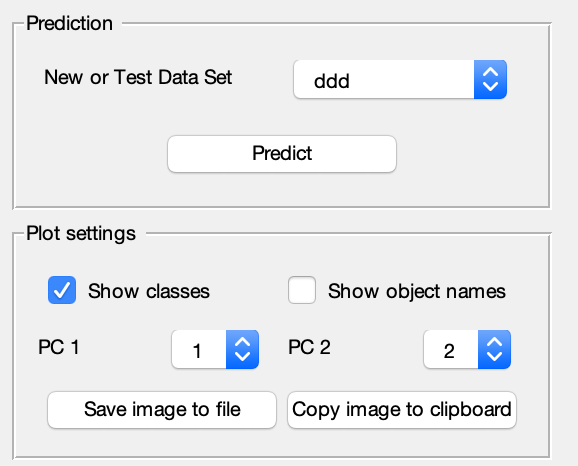 Prediction
New or Test Data Set ddd
Predict
Plot settings
Show classes Show object names
PC 1 1 PC 2 2
Save image to file Copy image to clipboard